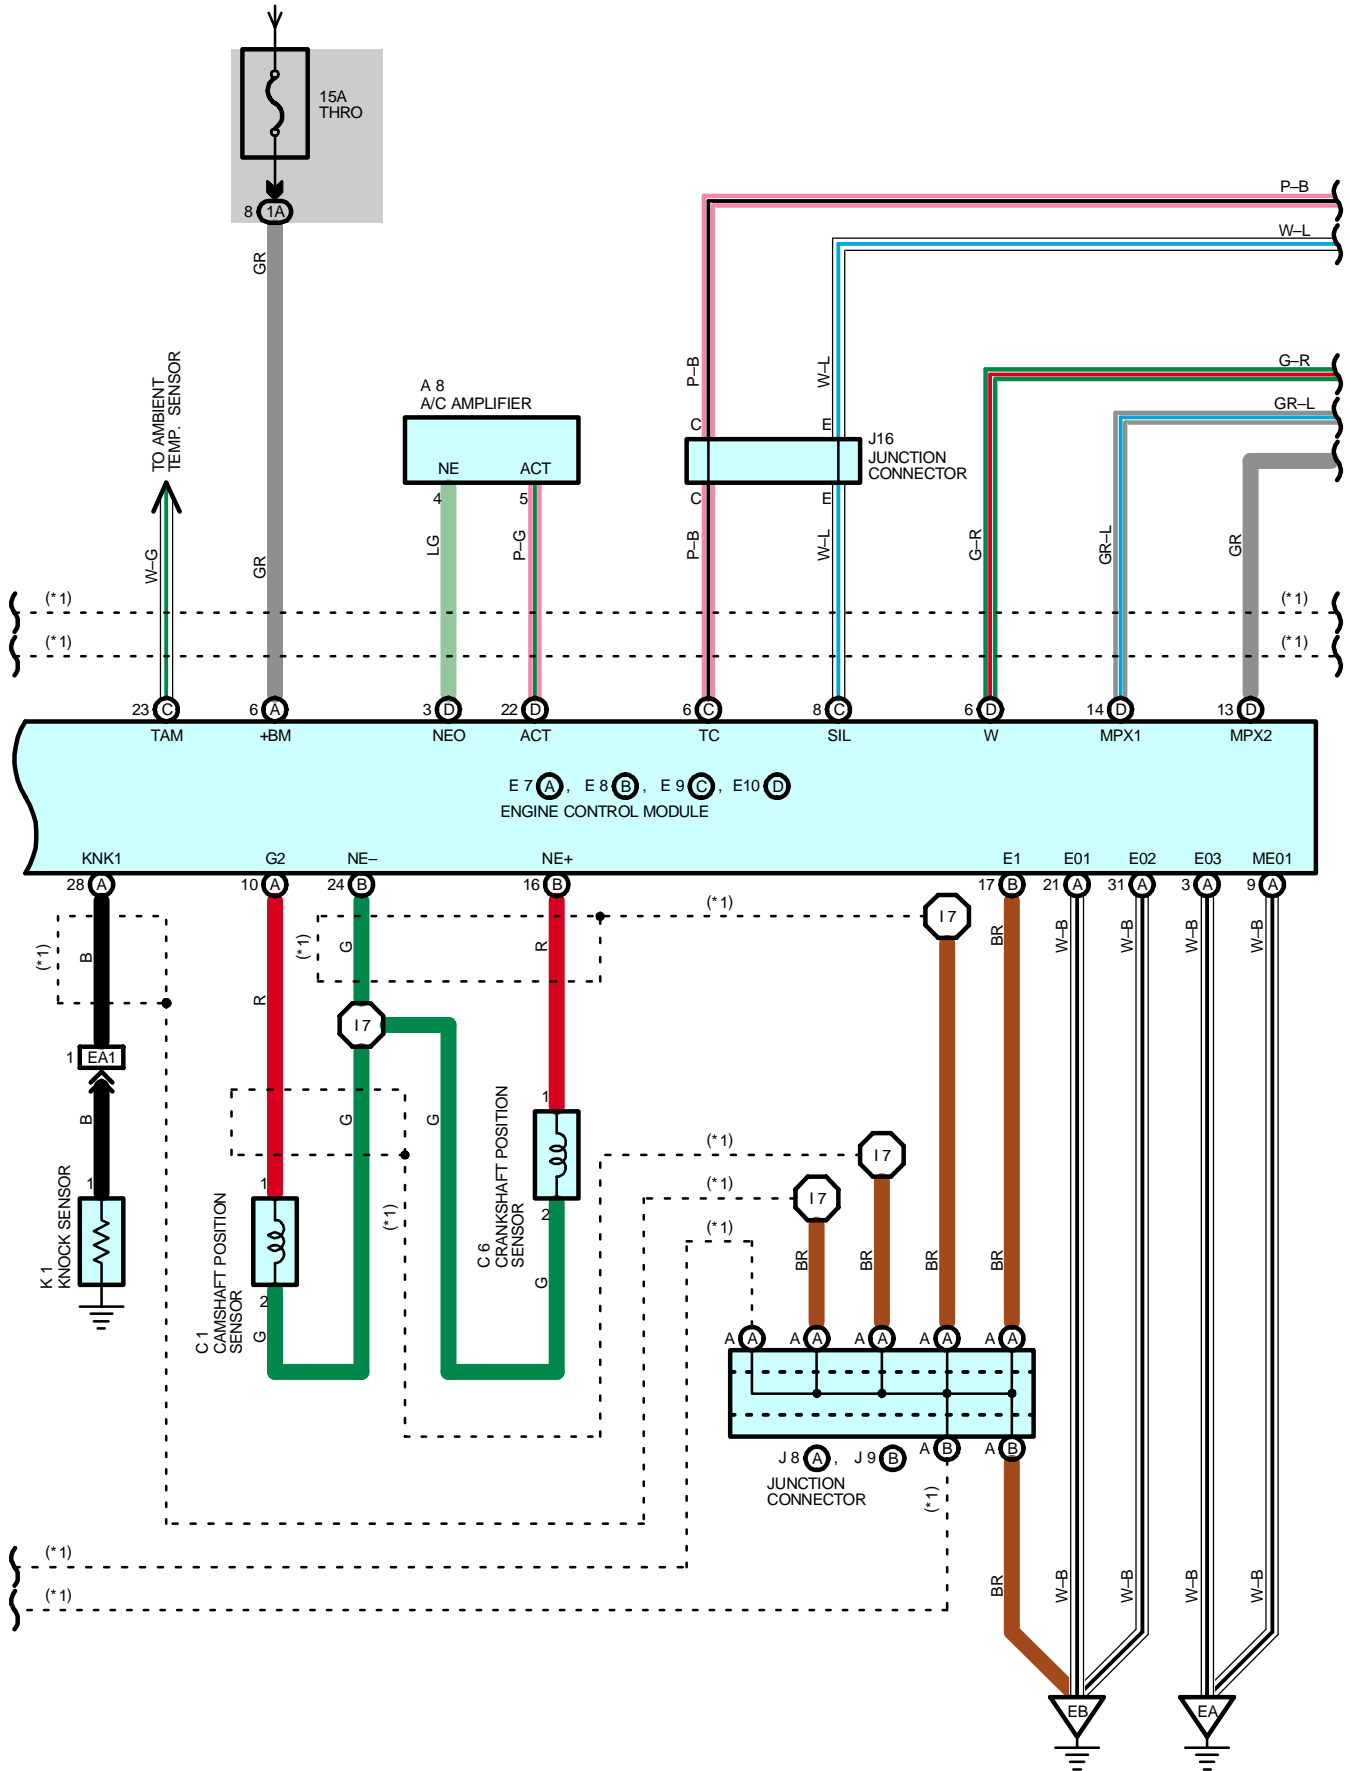 15A
THRO
8 1A
P–B
W–L
GR
TO AMBIENT
TEMP. SENSOR
P–B
W–L
G–R
GR–L
A 8
A/C AMPLIFIER
C
E
J16
JUNCTION
CONNECTOR
NE
ACT
4
5
C
E
W–G
GR
LG
P–G
P–B
W–L
G–R
GR–L
GR
(*1)
(*1)
(*1)
(*1)
23 C
6 A
3 D
22 D
6 C
8 C
6 D
14 D
13 D
TAM
+BM
NEO
ACT
TC
SIL
W
MPX1
MPX2
E 7 A , E 8 B , E 9 C , E10 D
ENGINE CONTROL MODULE
KNK1
G2
NE–
NE+
E1
E01
E02
E03
ME01
28 A
10 A
24 B
16 B
17 B
21 A
31 A
3 A
9 A
(*1)
I 7
(*1)
B
R
(*1)
G
R
BR
W–B
W–B
W–B
W–B
I 7
1 EA1
B
G
G
1
C 6
CRANKSHAFT POSITION
SENSOR
2
G
(*1)
I 7
(*1)
I 7
(*1)
1
K 1
KNOCK SENSOR
1
C 1
CAMSHAFT POSITION
SENSOR
2
G
(*1)
BR
BR
BR
BR
A A
A A
A A
A A
A A
J 8 A , J 9 B
JUNCTION
CONNECTOR
A B
A B
(*1)
(*1)
(*1)
BR
W–B
W–B
W–B
W–B
EB
EA